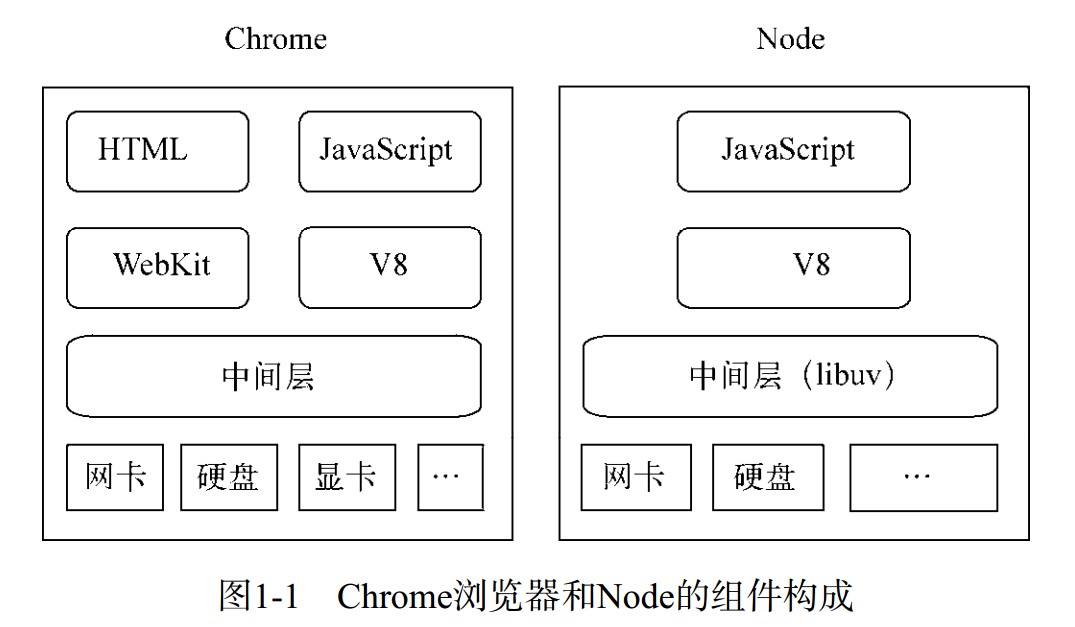 Chrome
Node
HTML
JavaScript
JavaScript
WebKit
V8
V8
中间层
中间层（libuv）
网卡
硬盘
显卡
…
网卡
硬盘
…
图1-1 Chrome浏览器和Node的组件构成